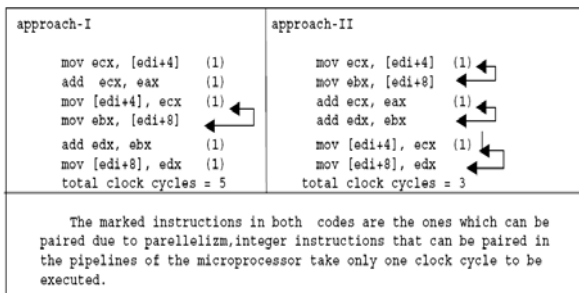 approach-I
mov ecx, [edi+4] (1)
add ecx, eax (1)
mov [edi+4], ecx (1)
mov ebx, [edi+8]
add edx, ebx (1)
mov [edi+8], edx (1)
total clock cycles = 5
approach-II
mov ecx, [edi+4] (1)
mov ebx, [edi+8]
add ecx, eax (1)
add edx, ebx
mov [edi+4], ecx (1)
mov [edi+8], edx
total clock cycles = 3
The marked instructions in both codes are the ones which can be
paired due to parellelizm,integer instructions that can be paired in
the pipelines of the microprocessor take only one clock cycle to be
executed.